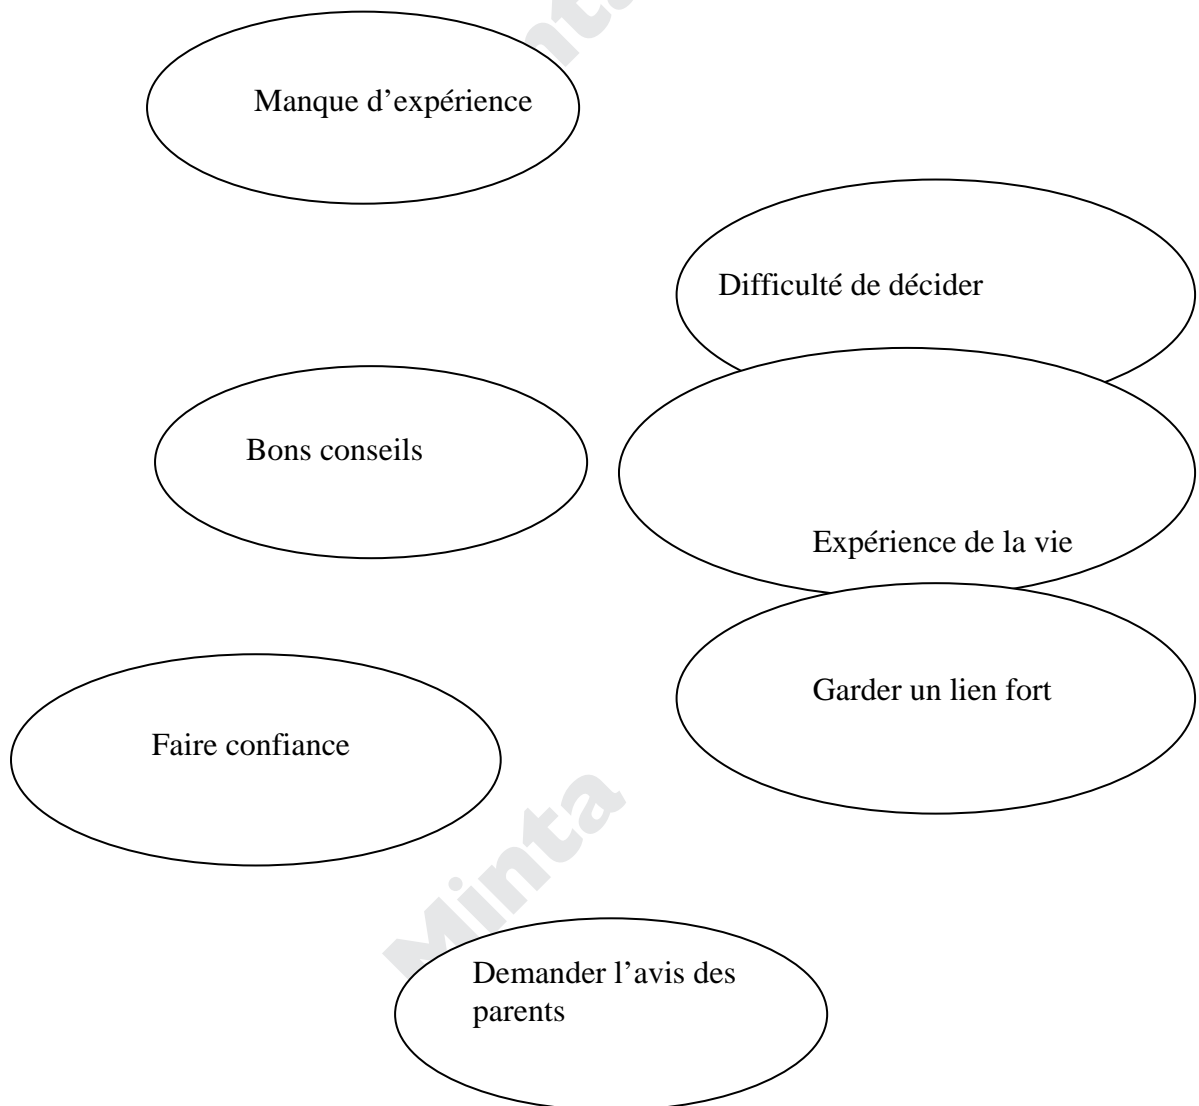 Manque d’expérience
Difficulté de décider
Bons conseils
Expérience de la vie
Garder un lien fort
Faire confiance
Minta
Demander l’avis des
parents